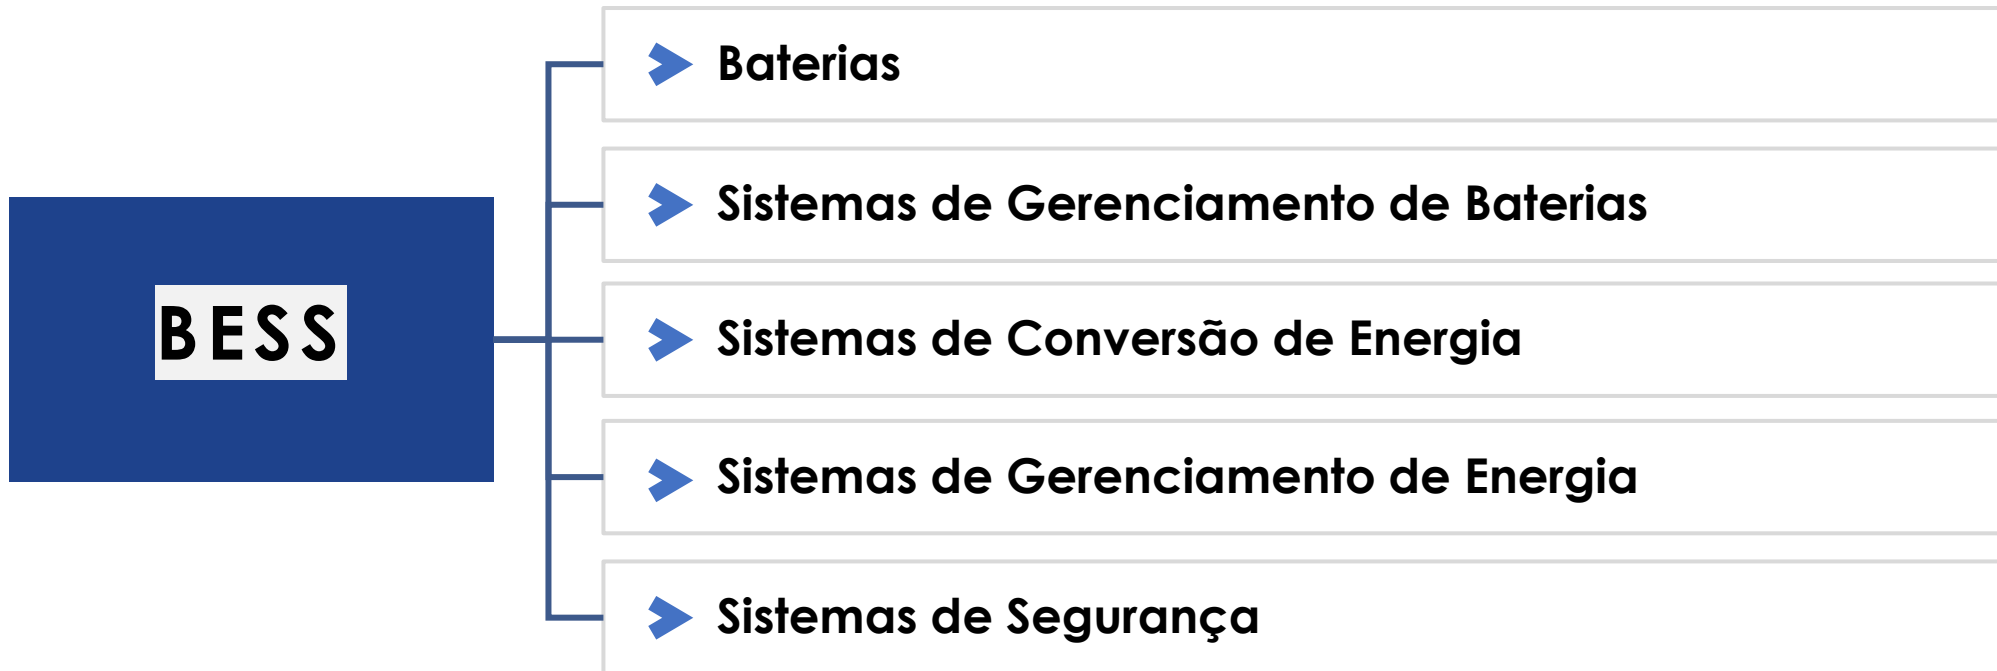 Baterias
Sistemas de Gerenciamento de Baterias
BESS
Sistemas de Conversão de Energia
Sistemas de Gerenciamento de Energia
Sistemas de Segurança